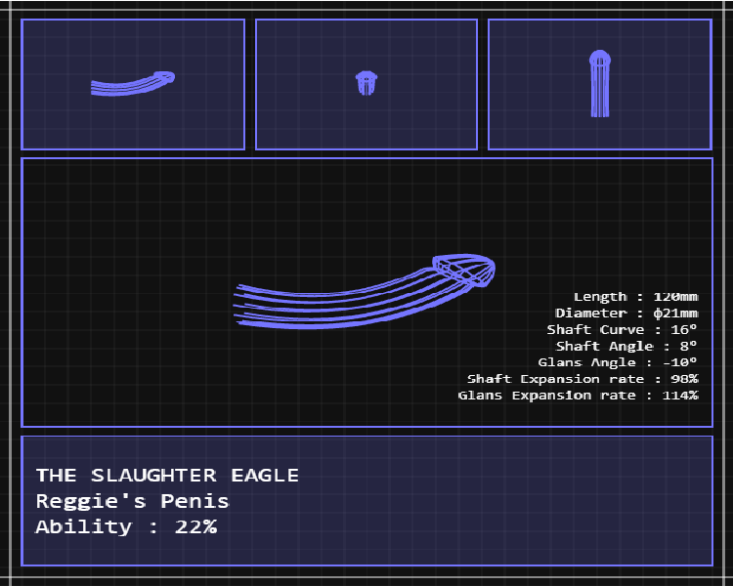 Length : 120mm
Diameter : ϕ21mm
Shaft Curve : 16°
Shaft Angle : 8°
Glans Angle : -10°
Shaft Expansion rate : 98%
Glans Expansion rate : 114%
THE SLAUGHTER EAGLE
Reggie's Penis
Ability : 22%